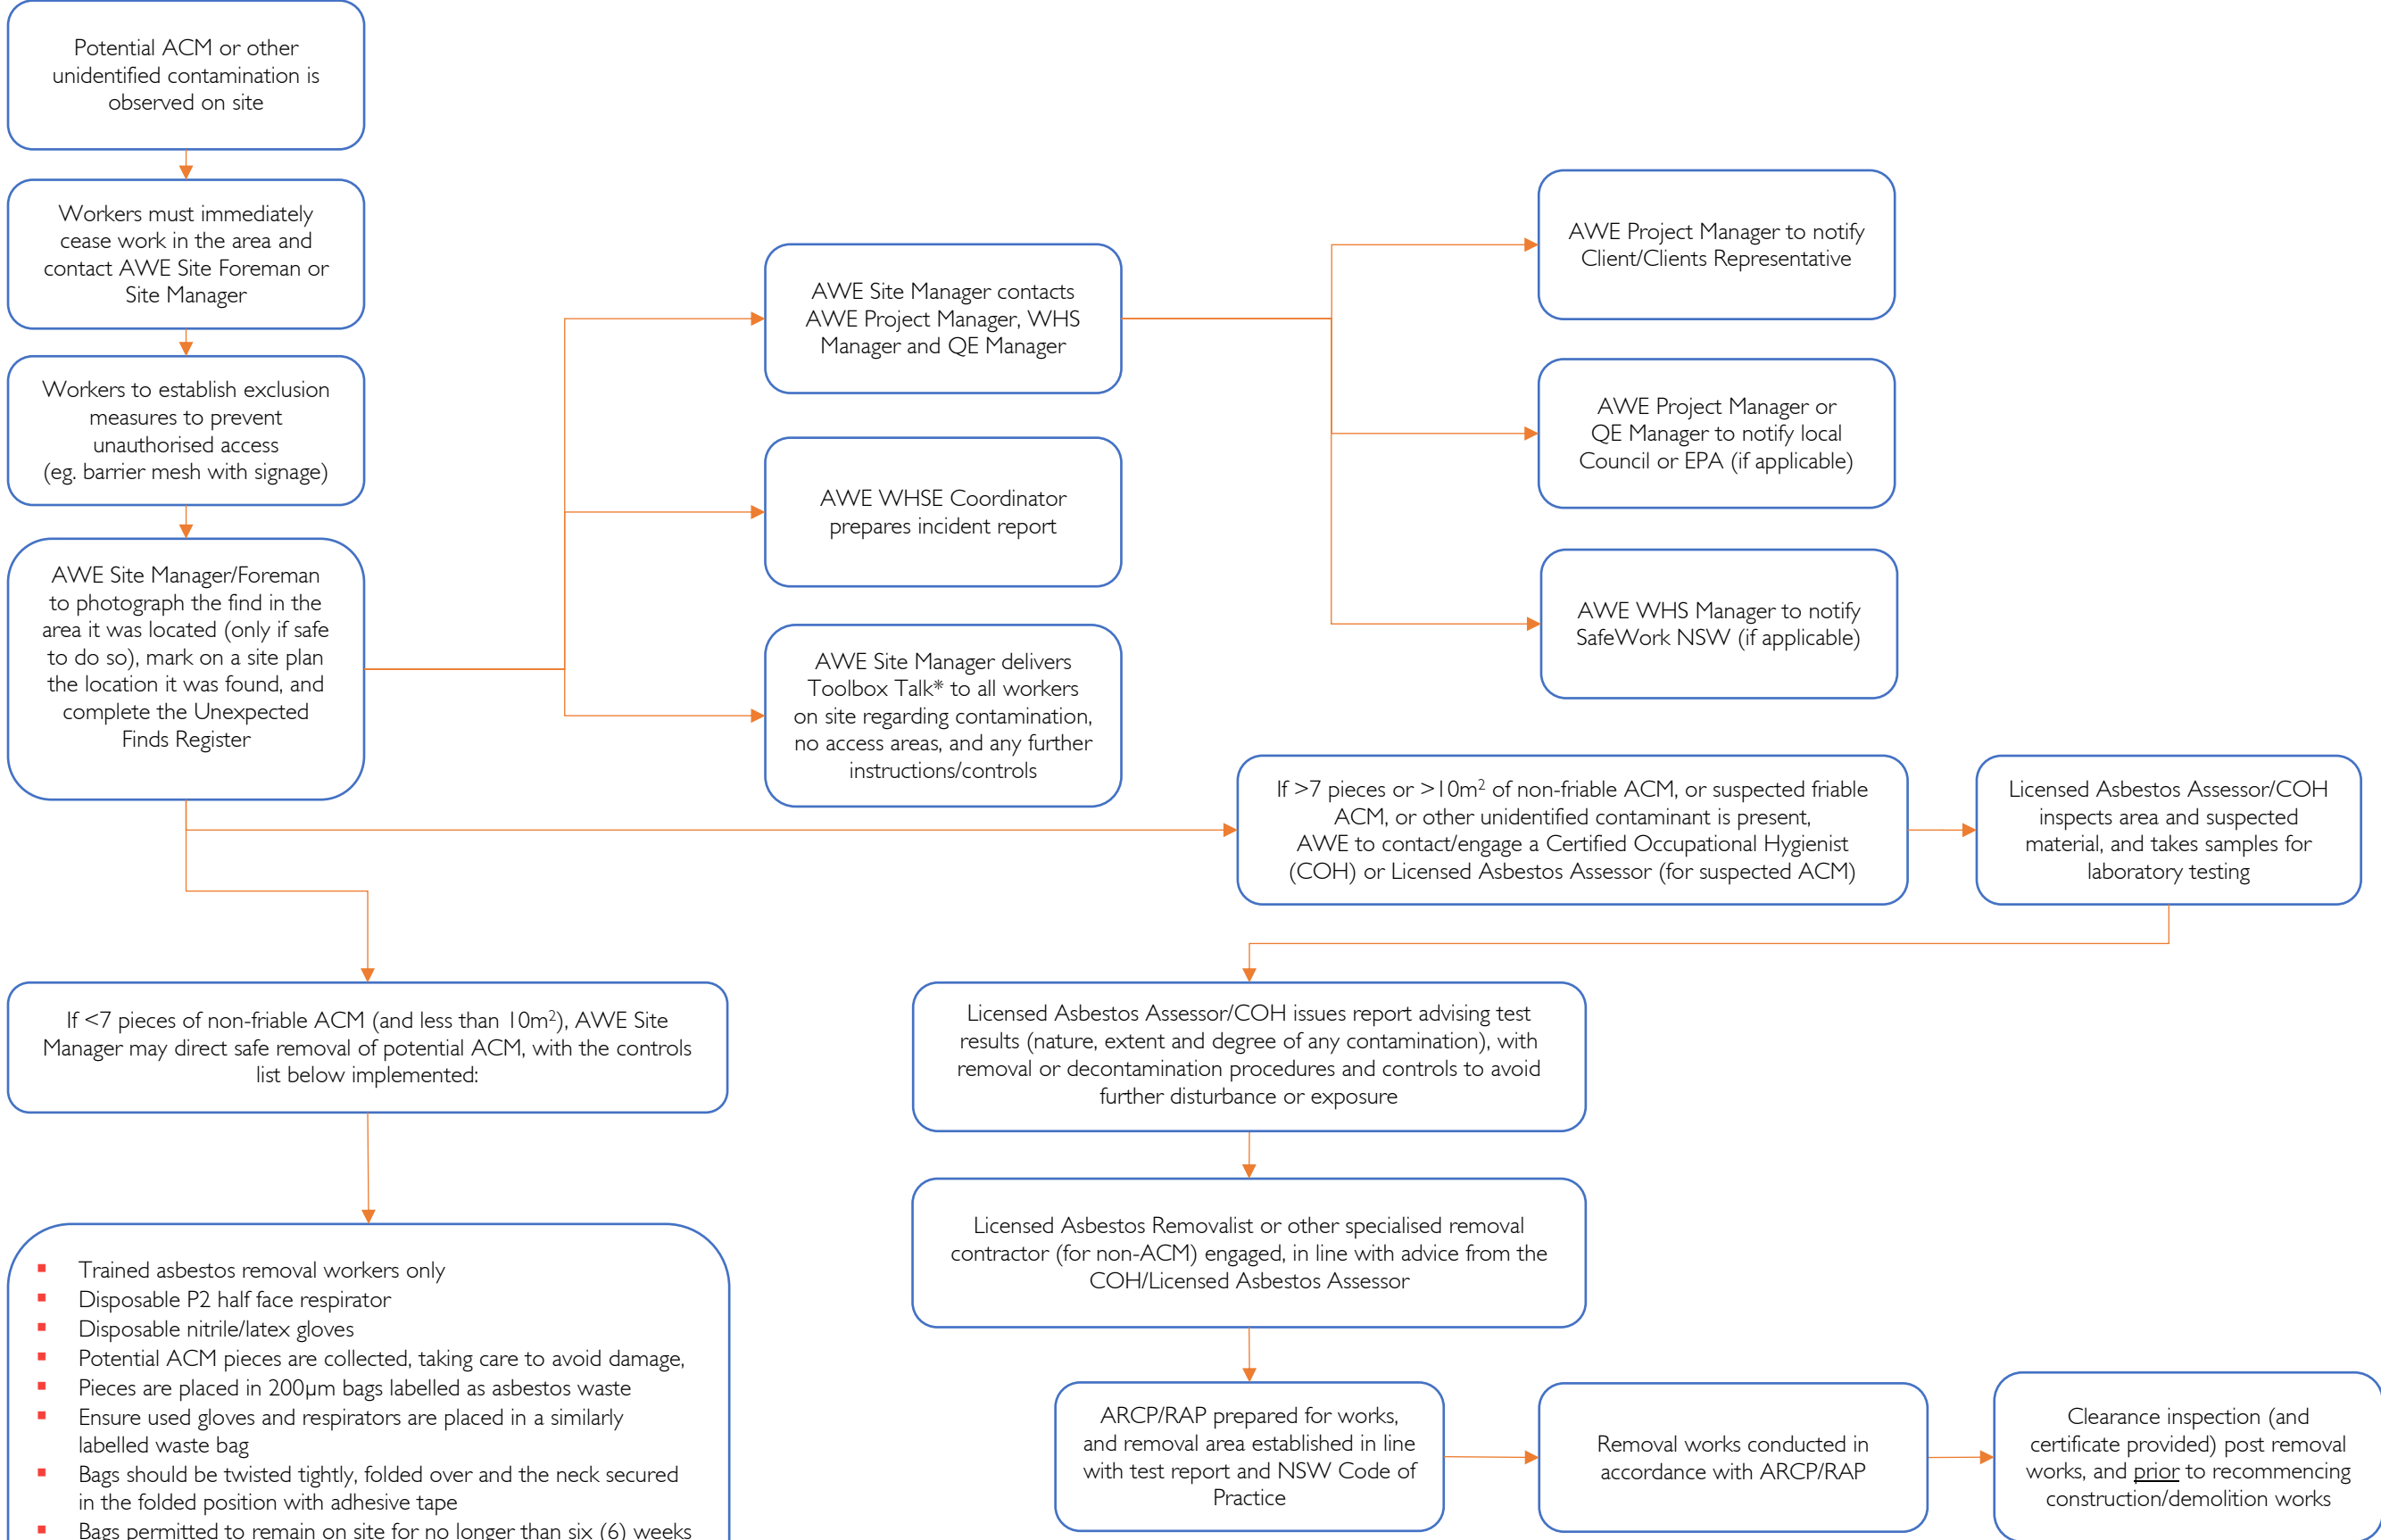 Potential ACM or other
unidentified contamination is
observed on site
Workers must immediately
cease work in the area and
contact AWE Site Foreman or
Site Manager
Workers to establish exclusion
measures to prevent
unauthorised access
(eg. barrier mesh with signage)
AWE Site Manager/Foreman
to photograph the find in the
area it was located (only if safe
to do so), mark on a site plan
the location it was found, and
complete the Unexpected
Finds Register
AWE Site Manager contacts
AWE Project Manager, WHS
Manager and QE Manager
AWE WHSE Coordinator
prepares incident report
AWE Site Manager delivers
Toolbox Talk* to all workers
on site regarding contamination,
no access areas, and any further
instructions/controls
AWE Project Manager to notify
Client/Clients Representative
AWE Project Manager or
QE Manager to notify local
Council or EPA (if applicable)
AWE WHS Manager to notify
SafeWork NSW (if applicable)
If >7 pieces or >10m² of non-friable ACM, or suspected friable
ACM, or other unidentified contaminant is present,
AWE to contact/engage a Certified Occupational Hygienist
(COH) or Licensed Asbestos Assessor (for suspected ACM)
Licensed Asbestos Assessor/COH
inspects area and suspected
material, and takes samples for
laboratory testing
If <7 pieces of non-friable ACM (and less than 10m²), AWE Site
Manager may direct safe removal of potential ACM, with the controls
list below implemented:
▪ Trained asbestos removal workers only
▪ Disposable P2 half face respirator
▪ Disposable nitrile/latex gloves
▪ Potential ACM pieces are collected, taking care to avoid damage,
▪ Pieces are placed in 200μm bags labelled as asbestos waste
▪ Ensure used gloves and respirators are placed in a similarly
labelled waste bag
▪ Bags should be twisted tightly, folded over and the neck secured
in the folded position with adhesive tape
▪ Bags permitted to remain on site for no longer than six (6) weeks
Licensed Asbestos Assessor/COH issues report advising test
results (nature, extent and degree of any contamination), with
removal or decontamination procedures and controls to avoid
further disturbance or exposure
Licensed Asbestos Removalist or other specialised removal
contractor (for non-ACM) engaged, in line with advice from the
COH/Licensed Asbestos Assessor
ARCP/RAP prepared for works,
and removal area established in line
with test report and NSW Code of
Practice
Removal works conducted in
accordance with ARCP/RAP
Clearance inspection (and
certificate provided) post removal
works, and prior to recommencing
construction/demolition works